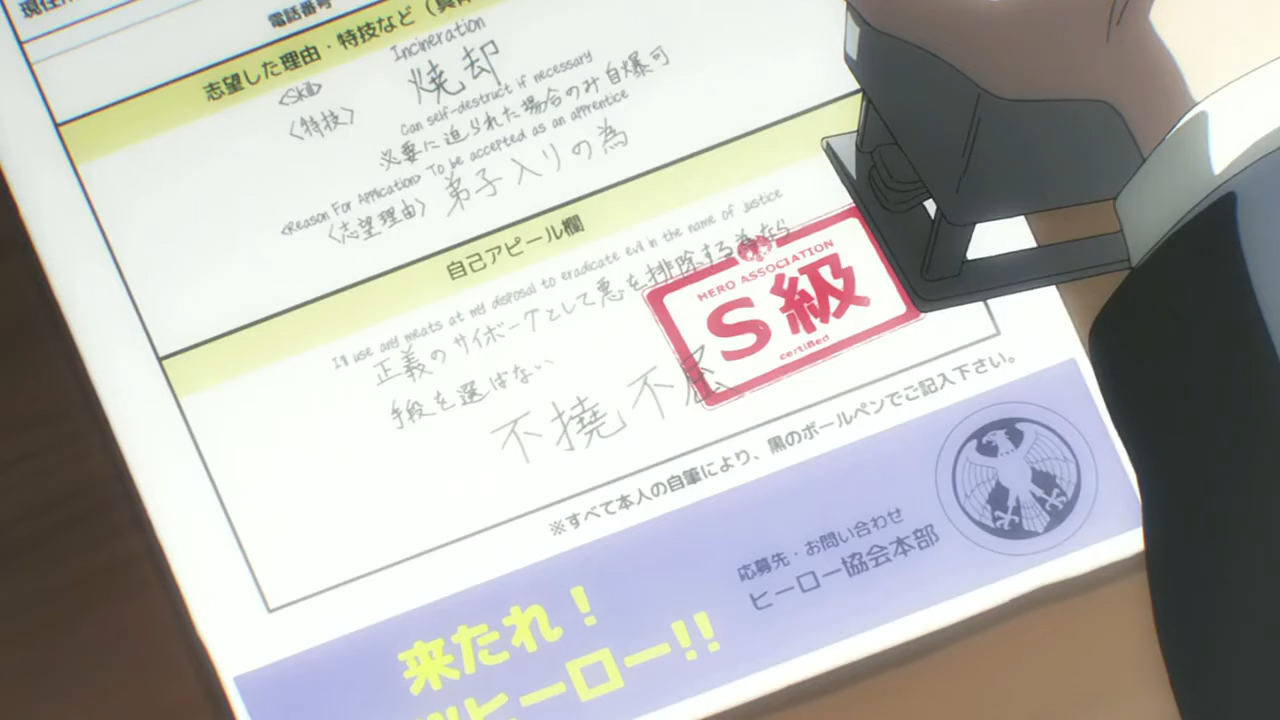 電話番号
志望した理由・特技など
Incineration
<Skill>
焼却
〈特技〉
Can self-destruct if necessary
必要に迫られた場合のみ自爆可
<Reason For Application> To be accepted as an apprentice
〈志望理由〉 弟子入りの為
自己アピール欄
I'll use any meats at my disposal to eradicate evil in the name of justice
正義のサイボーグとして悪を排除する為なら
手段を選ばない
不撓不屈
HERO ASSOCIATION
S級
certified
※すべて本人の自筆により、黒のボールペンでご記入下さい。
応募先・お問い合わせ
ヒーロー協会本部
来たれ！
ヒーロー!!